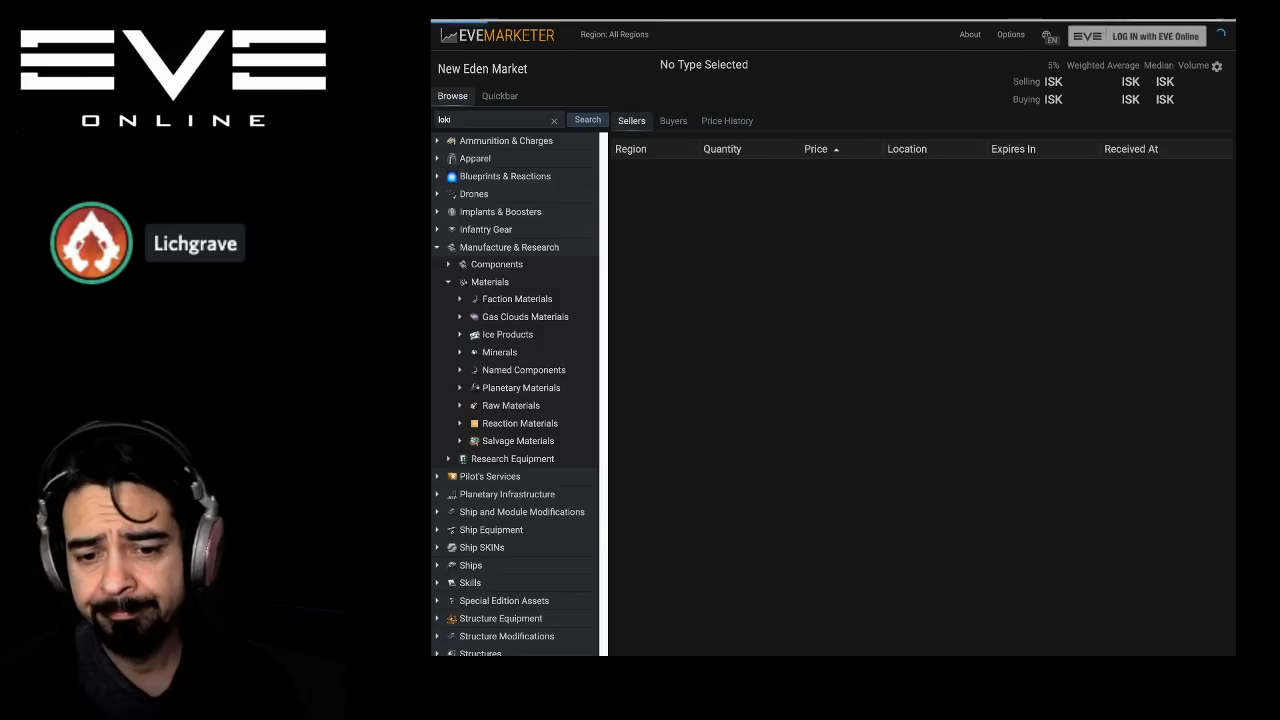 EVE
ONLINE
Lichgrave
EVEMARKETER
Region: All Regions
About
Options
EN
EVE
LOG IN with EVE Online
New Eden Market
No Type Selected
5% Weighted Average Median Volume
Selling ISK ISK ISK
Buying ISK ISK ISK
Browse Quickbar
loki
Search
Sellers Buyers Price History
Region Quantity Price Location Expires In Received At
Ammunition & Charges
Apparel
Blueprints & Reactions
Drones
Implants & Boosters
Infantry Gear
Manufacture & Research
Components
Materials
Faction Materials
Gas Clouds Materials
Ice Products
Minerals
Named Components
Planetary Materials
Raw Materials
Reaction Materials
Salvage Materials
Research Equipment
Pilot's Services
Planetary Infrastructure
Ship and Module Modifications
Ship Equipment
Ship SKINs
Ships
Skills
Special Edition Assets
Structure Equipment
Structure Modifications
Structures